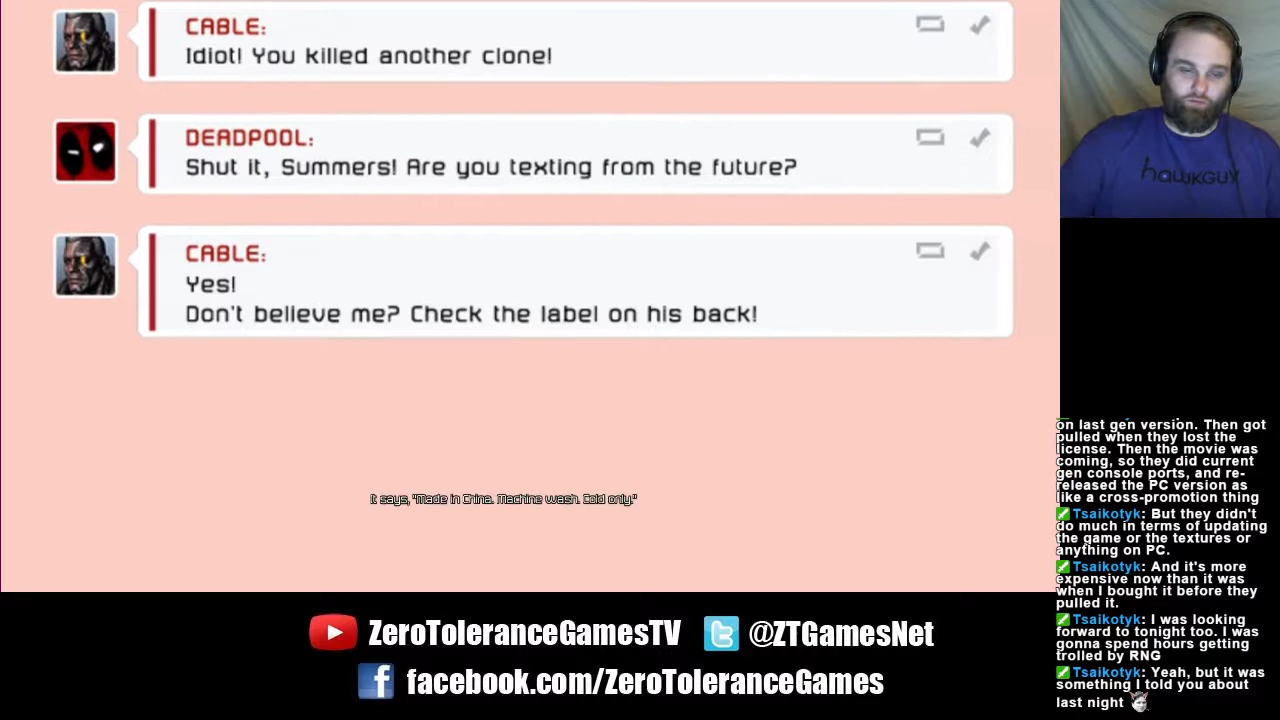 CABLE:
Idiot! You killed another clone!
DEADPOOL:
Shut it, Summers! Are you texting from the future?
CABLE:
Yes!
Don't believe me? Check the label on his back!
It says, "Made in China. Machine wash. Cold only."
hawkguy
on last gen version. Then got
pulled when they lost the
license. Then the movie was
coming, so they did current
gen console ports, and re-
released the PC version as
like a cross-promotion thing
Tsaikotyk: But they didn't
do much in terms of updating
the game or the textures or
anything on PC.
Tsaikotyk: And it's more
expensive now than it was
when I bought it before they
pulled it.
Tsaikotyk: I was looking
forward to tonight too. I was
gonna spend hours getting
trolled by RNG
Tsaikotyk: Yeah, but it was
something I told you about
last night
ZeroToleranceGamesTV
@ZTGamesNet
facebook.com/ZeroToleranceGames